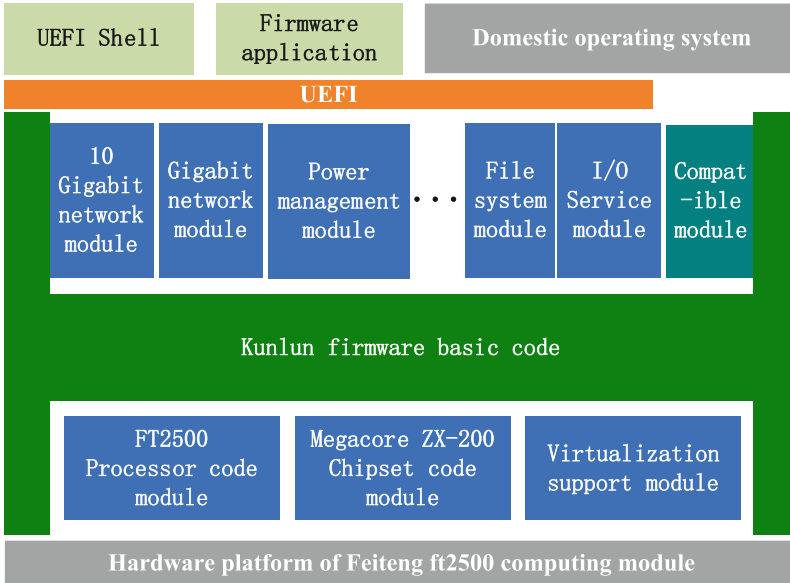 UEFI Shell
Firmware
application
Domestic operating system
UEFI
10
Gigabit
network
module
Gigabit
network
module
Power
management
module
···
File
system
module
I/O
Service
module
Compat
-ible
module
Kunlun firmware basic code
FT2500
Processor code
module
Megacore ZX-200
Chipset code
module
Virtualization
support module
Hardware platform of Feiteng ft2500 computing module